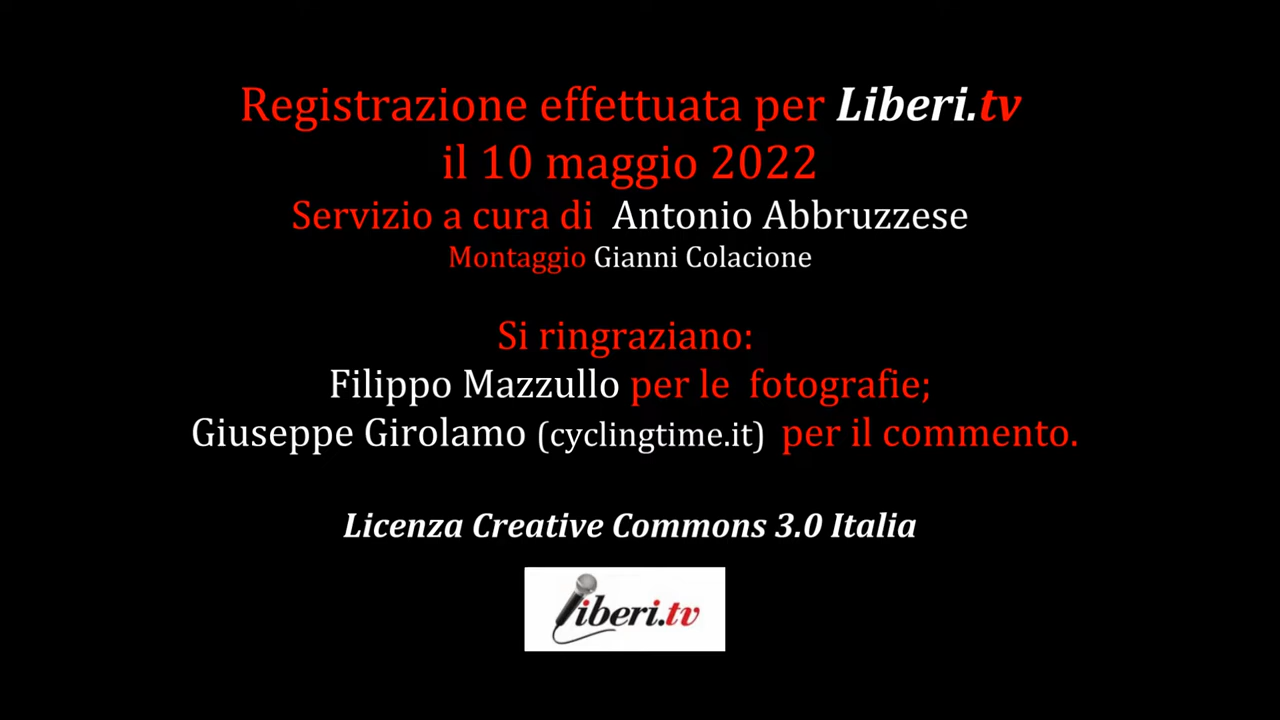 Registrazione effettuata per Liberi.tv
il 10 maggio 2022
Servizio a cura di Antonio Abbruzzese
Montaggio Gianni Colacione
Si ringraziano:
Filippo Mazzullo per le fotografie;
Giuseppe Girolamo (cyclingtime.it) per il commento.
Licenza Creative Commons 3.0 Italia
Liberi.tv